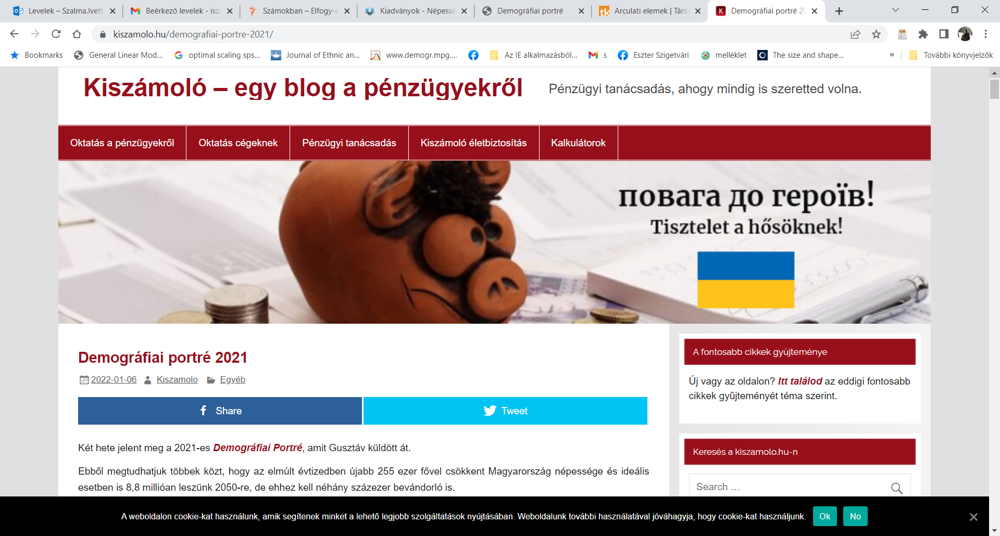 Levelek – Szalma.Ivett
Beérkező levelek - isza
Számokban – Elfogy-e
Kiadványok - Népessé
Demográfiai portré
Arculati elemek | Társa
Demográfiai portré 20
kiszamolo.hu/demografiai-portre-2021/
Bookmarks
General Linear Mod...
optimal scaling sps...
Journal of Ethnic an...
www.demogr.mpg....
Az IE alkalmazásból...
s
Eszter Szigetvári
melléklet
The size and shape...
»
További könyvjelzők
Kiszámoló – egy blog a pénzügyekről
Pénzügyi tanácsadás, ahogy mindig is szeretted volna.
Oktatás a pénzügyekről
Oktatás cégeknek
Pénzügyi tanácsadás
Kiszámoló életbiztosítás
Kalkulátorok
повага до героїв!
Tisztelet a hősöknek!
Demográfiai portré 2021
2022-01-06 Kiszamolo Egyéb
Share
Tweet
Két hete jelent meg a 2021-es Demográfiai Portré, amit Gusztáv küldött át.
Ebből megtudhatjuk többek közt, hogy az elmúlt évtizedben újabb 255 ezer fővel csökkent Magyarország népessége és ideális
esetben is 8,8 millióan leszünk 2050-re, de ehhez kell néhány százezer bevándorló is.
A fontosabb cikkek gyüjteménye
Új vagy az oldalon? Itt találod az eddigi fontosabb
cikkek gyűjteményét téma szerint.
Keresés a kiszamolo.hu-n
Search …
A weboldalon cookie-kat használunk, amik segítenek minket a lehető legjobb szolgáltatások nyújtásában. Weboldalunk további használatával jóváhagyja, hogy cookie-kat használjunk.
Ok
No